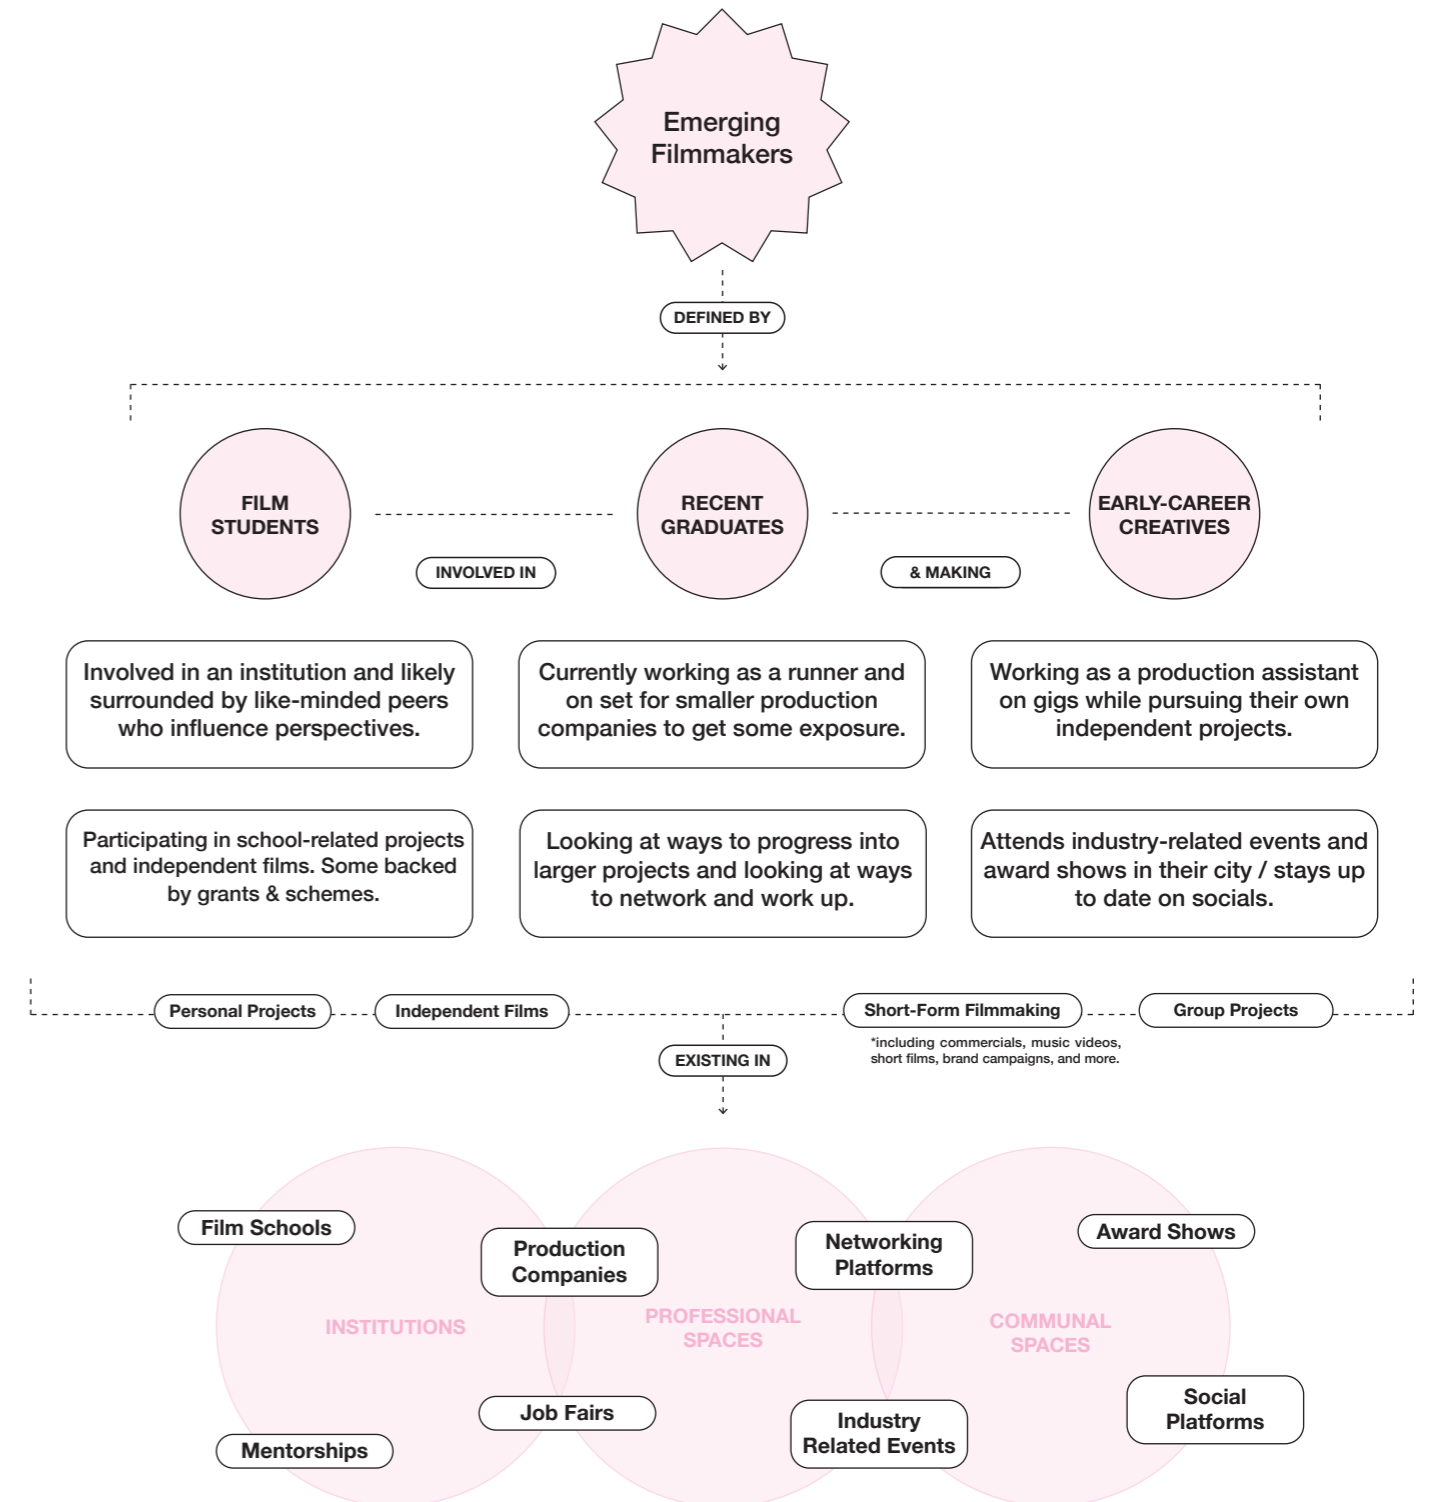 Emerging
Filmmakers
DEFINED BY
FILM
STUDENTS
RECENT
GRADUATES
EARLY-CAREER
CREATIVES
INVOLVED IN
& MAKING
Involved in an institution and likely
surrounded by like-minded peers
who influence perspectives.
Currently working as a runner and
on set for smaller production
companies to get some exposure.
Working as a production assistant
on gigs while pursuing their own
independent projects.
Participating in school-related projects
and independent films. Some backed
by grants & schemes.
Looking at ways to progress into
larger projects and looking at ways
to network and work up.
Attends industry-related events and
award shows in their city / stays up
to date on socials.
Personal Projects
Independent Films
Short-Form Filmmaking
Group Projects
*including commercials, music videos,
short films, brand campaigns, and more.
EXISTING IN
Film Schools
Production
Companies
Networking
Platforms
Award Shows
INSTITUTIONS
PROFESSIONAL
SPACES
COMMUNAL
SPACES
Mentorships
Job Fairs
Industry
Related Events
Social
Platforms